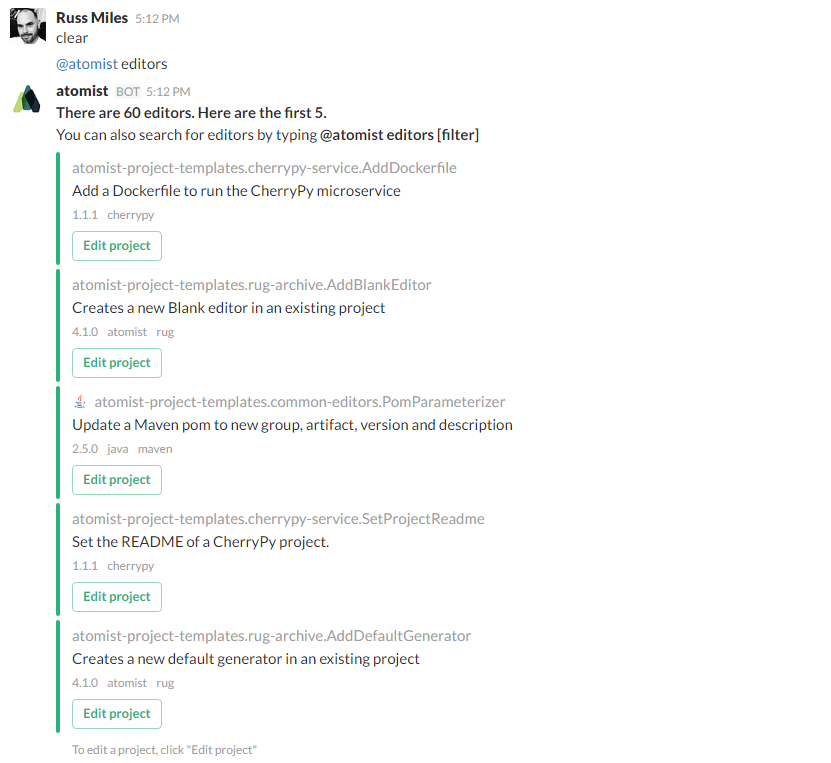 Russ Miles 5:12 PM
clear
@atomist editors
atomist BOT 5:12 PM
There are 60 editors. Here are the first 5.
You can also search for editors by typing @atomist editors [filter]
atomist-project-templates.cherrypy-service.AddDockerfile
Add a Dockerfile to run the CherryPy microservice
1.1.1 cherrypy
Edit project
atomist-project-templates.rug-archive.AddBlankEditor
Creates a new Blank editor in an existing project
4.1.0 atomist rug
Edit project
atomist-project-templates.common-editors.PomParameterizer
Update a Maven pom to new group, artifact, version and description
2.5.0 java maven
Edit project
atomist-project-templates.cherrypy-service.SetProjectReadme
Set the README of a CherryPy project.
1.1.1 cherrypy
Edit project
atomist-project-templates.rug-archive.AddDefaultGenerator
Creates a new default generator in an existing project
4.1.0 atomist rug
Edit project
To edit a project, click "Edit project"